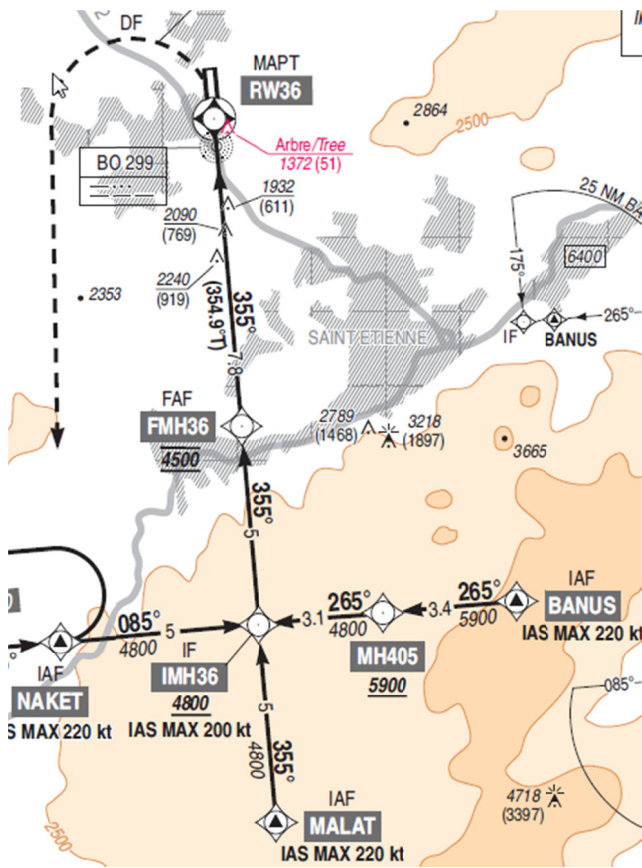 DF
MAPT
RW36
2864
2500
Arbre/Tree
1372 (51)
BO 299
1932
(611)
2090
(769)
2240
(919)
25 NM
6400
175°
265°
IF
BANUS
2353
355°
(354.9°T)
7.8
SAINT ETIENNE
FAF
FMH36
4500
2789
(1468)
3218
(1897)
3665
355°
5
085°
5
4800
265°
3.1
4800
265°
3.4
5900
IAF
BANUS
IAS MAX 220 kt
IF
IMH36
4800
IAS MAX 200 kt
MH405
5900
IAF
NAKET
S MAX 220 kt
085°
5
4800
355°
4718
(3397)
2500
IAF
MALAT
IAS MAX 220 kt